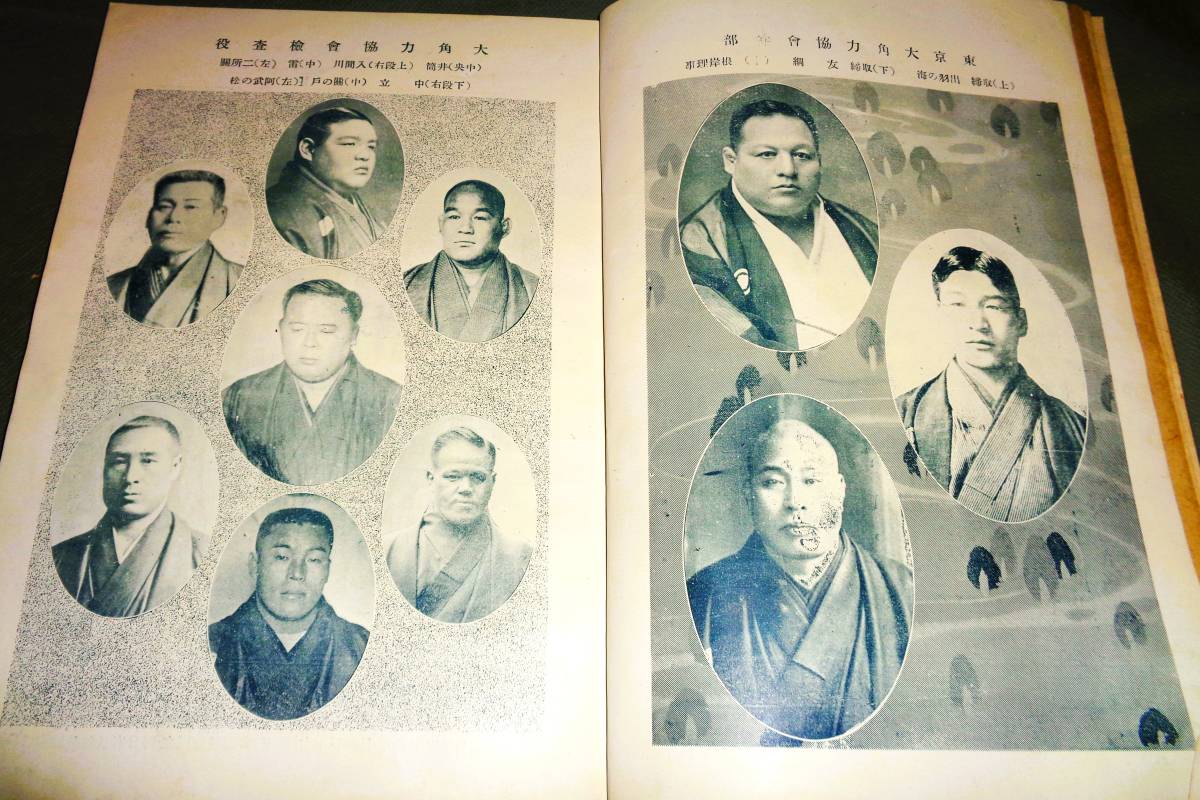 東京大角力協會幹部
(上)取締 出羽の海 (下)取締 友綱 (中)根岸理事
大角力協會檢査役
(中央)井筒 (上段右)入間川 (中)雷 (左)二所關
(下段右)中立 (中)關の戸 (左)阿武の松